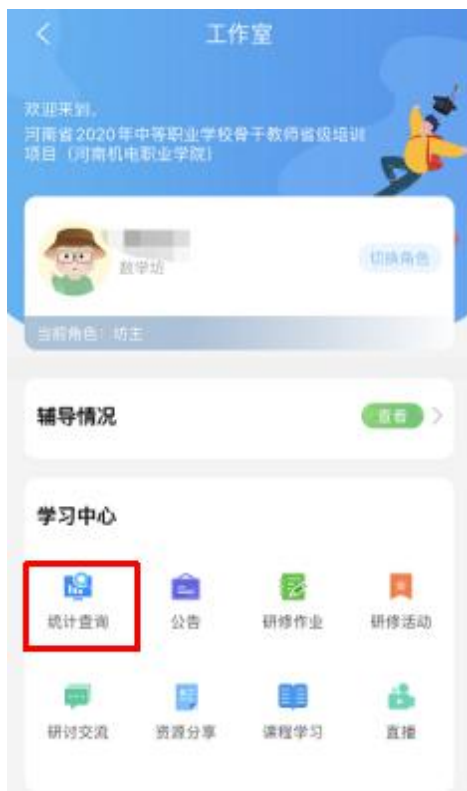 工作室
欢迎来到，
河南省2020年中等职业学校骨干教师省级培训
项目（河南机电职业学院）
数学坊
切换角色
当前角色：坊主
辅导情况
查看
学习中心
统计查询
公告
研修作业
研修活动
研讨交流
资源分享
课程学习
直播